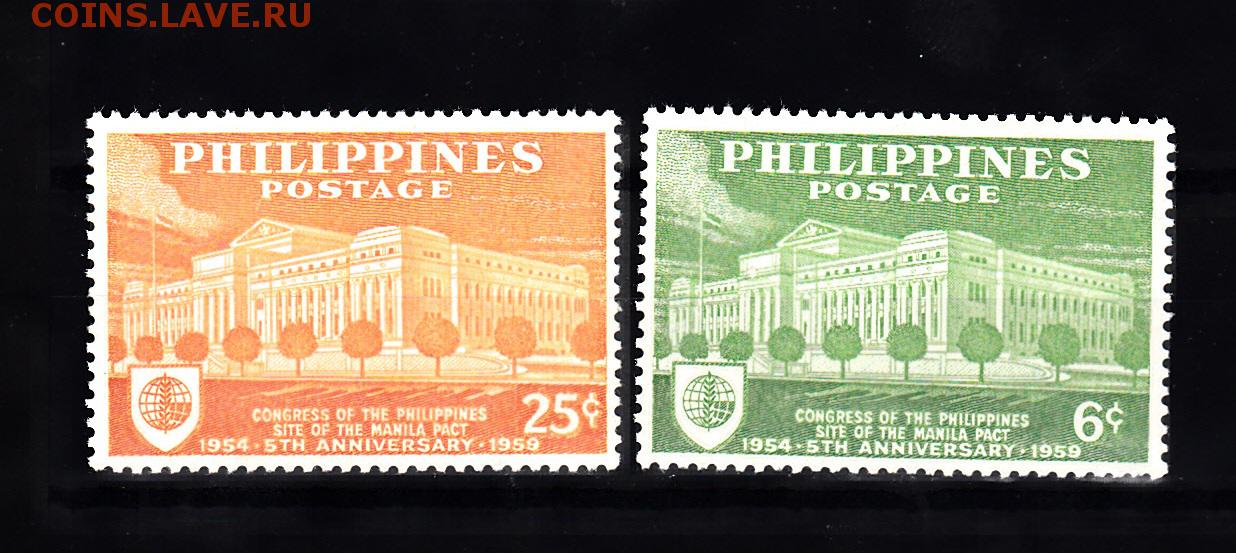 COINS.LAVE.RU
PHILIPPINES
POSTAGE
25¢
CONGRESS OF THE PHILIPPINES
SITE OF THE MANILA PACT
1954 · 5TH ANNIVERSARY · 1959
PHILIPPINES
POSTAGE
6¢
CONGRESS OF THE PHILIPPINES
SITE OF THE MANILA PACT
1954 · 5TH ANNIVERSARY · 1959